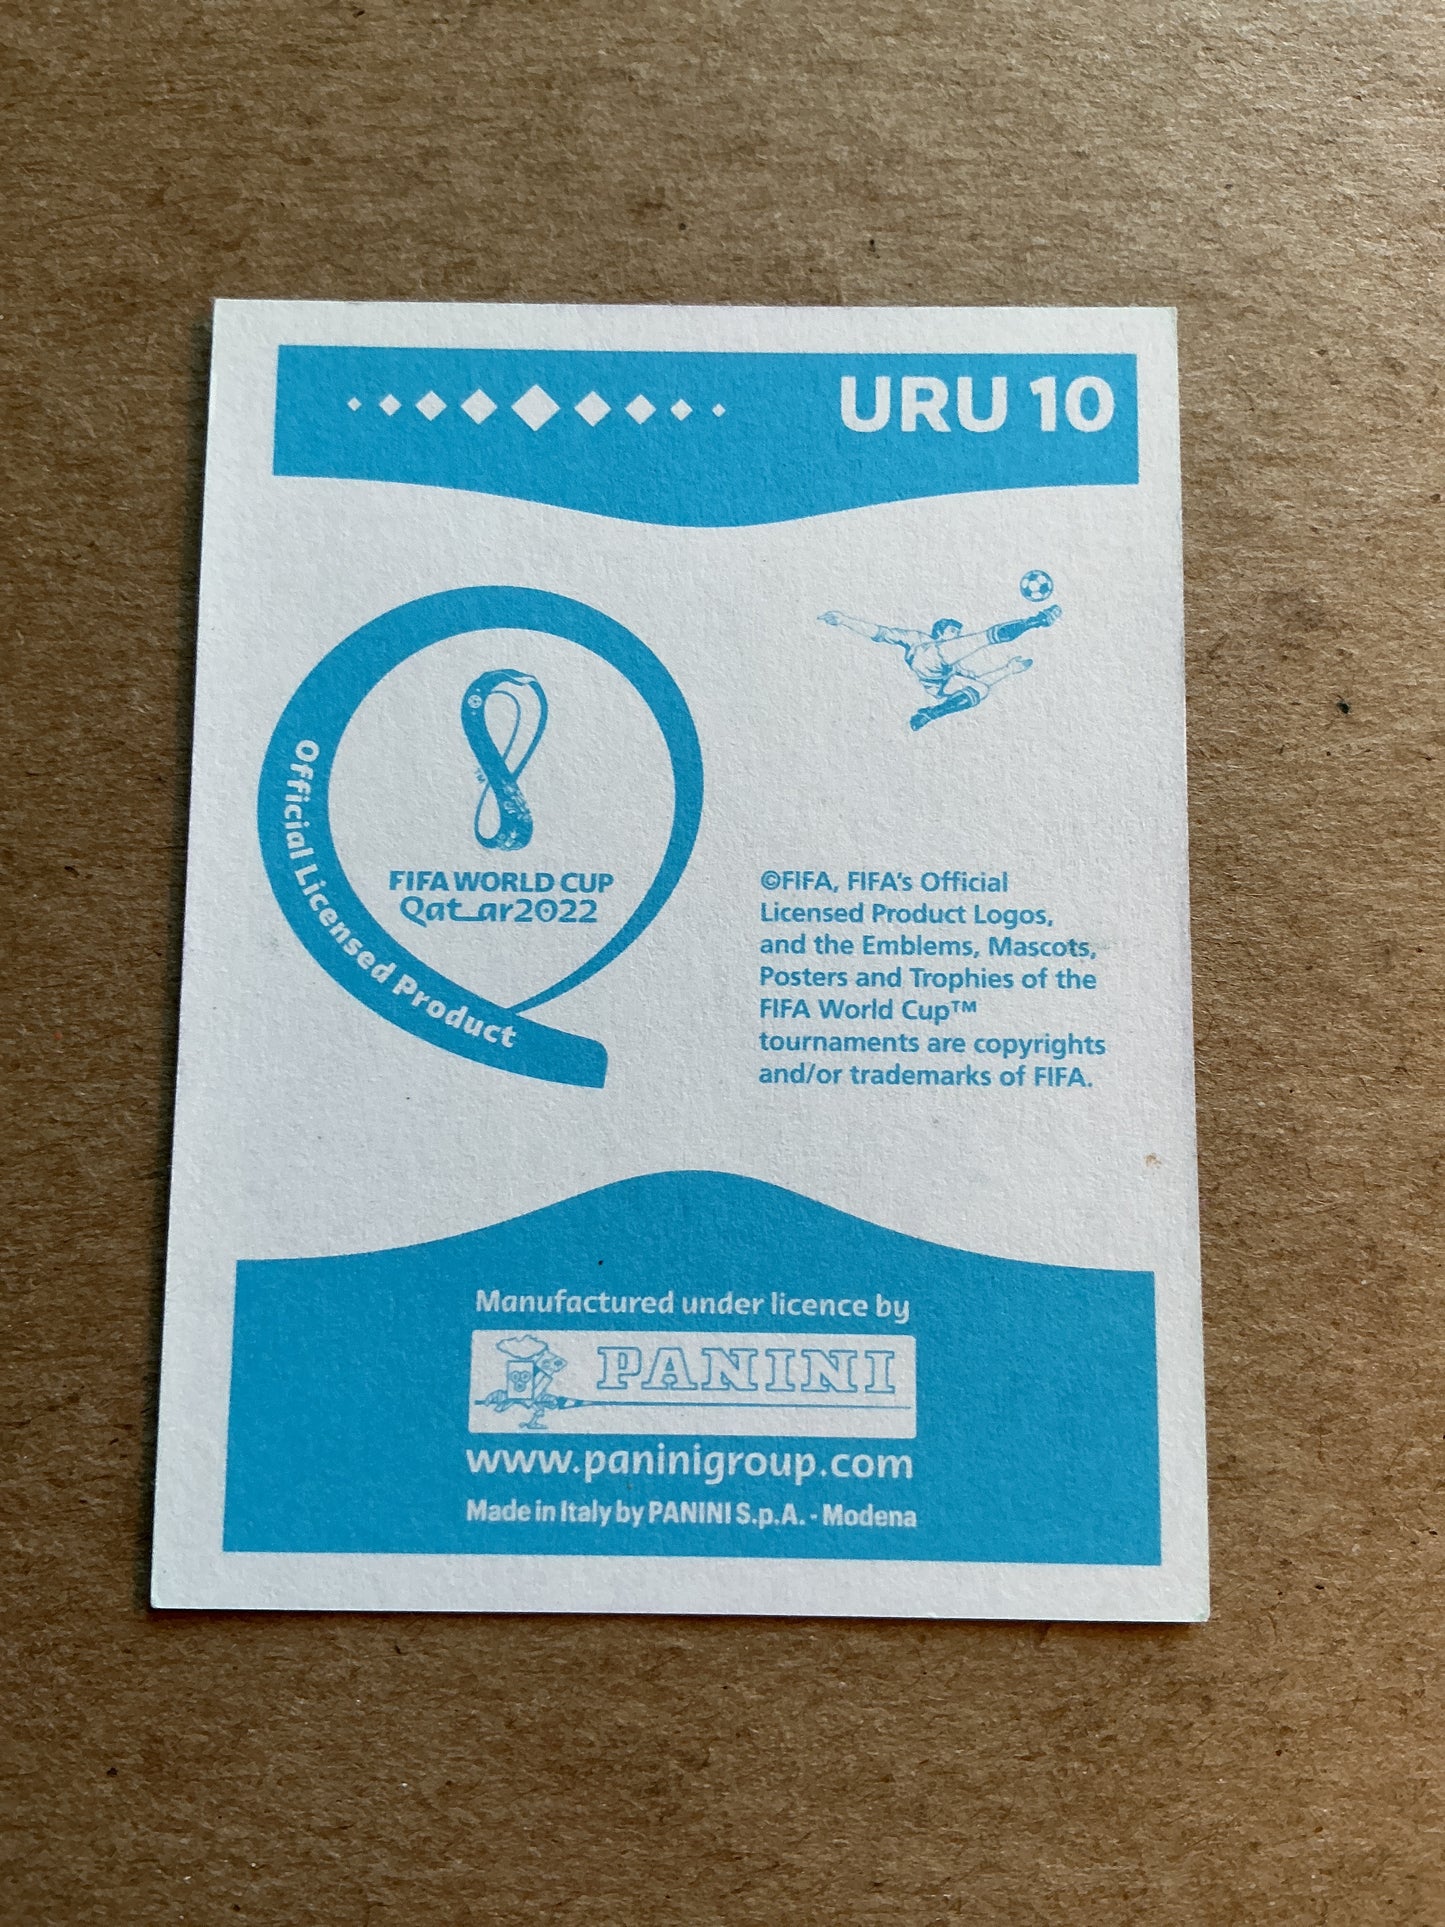 URU 10
Official Licensed Product
TM
FIFA WORLD CUP
Qatar2022
©FIFA, FIFA's Official
Licensed Product Logos,
and the Emblems, Mascots,
Posters and Trophies of the
FIFA World Cup™
tournaments are copyrights
and/or trademarks of FIFA.
Manufactured under licence by
PANINI
www.paninigroup.com
Made in Italy by PANINI S.p.A. - Modena